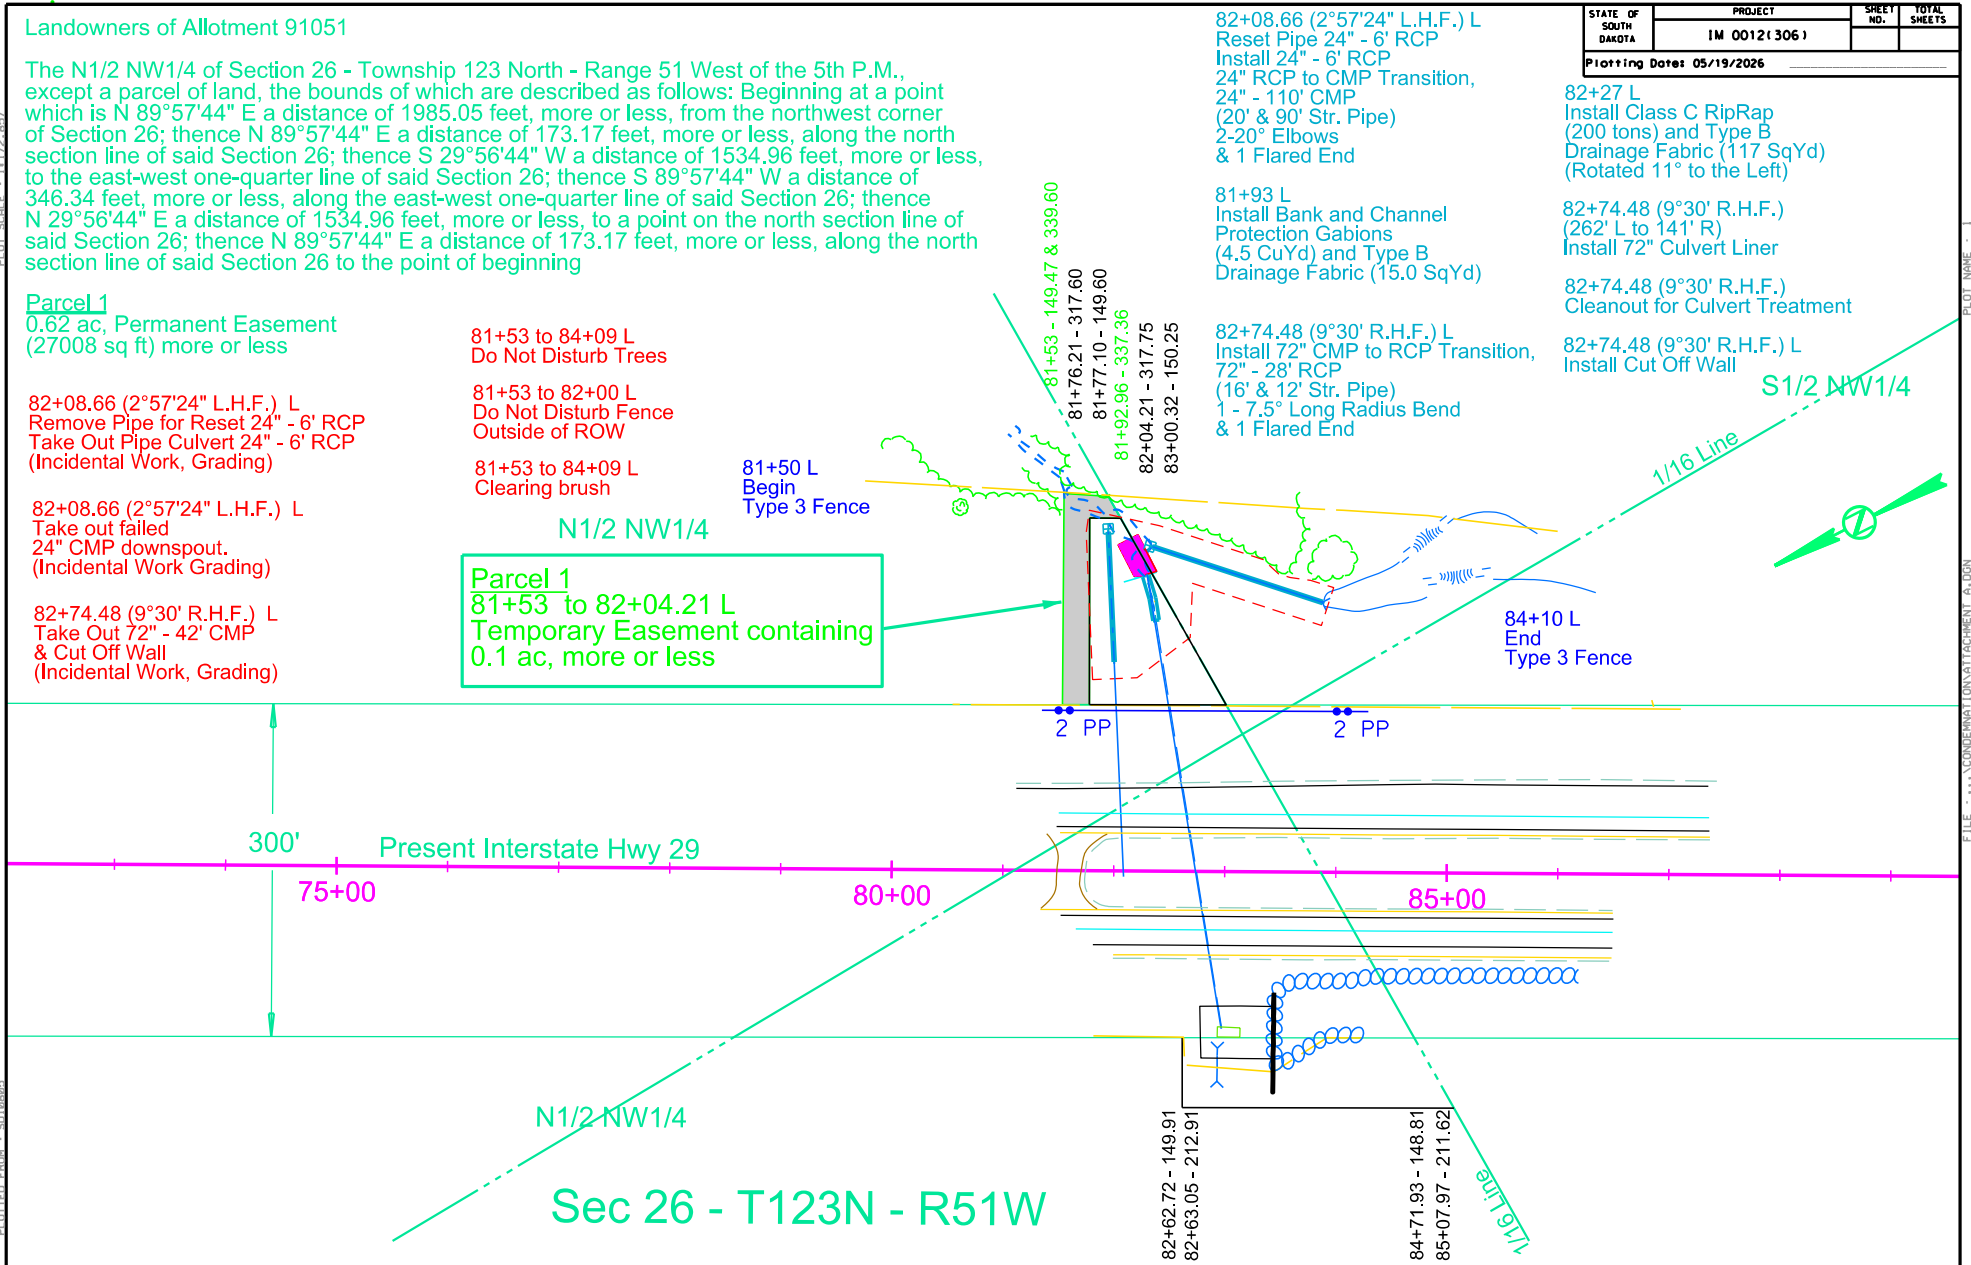 Landowners of Allotment 91051
The N1/2 NW1/4 of Section 26 - Township 123 North - Range 51 West of the 5th P.M.,
except a parcel of land, the bounds of which are described as follows: Beginning at a point
which is N 89°57'44" E a distance of 1985.05 feet, more or less, from the northwest corner
of Section 26; thence N 89°57'44" E a distance of 173.17 feet, more or less, along the north
section line of said Section 26; thence S 29°56'44" W a distance of 1534.96 feet, more or less,
to the east-west one-quarter line of said Section 26; thence S 89°57'44" W a distance of
346.34 feet, more or less, along the east-west one-quarter line of said Section 26; thence
N 29°56'44" E a distance of 1534.96 feet, more or less, to a point on the north section line of
said Section 26; thence N 89°57'44" E a distance of 173.17 feet, more or less, along the north
section line of said Section 26 to the point of beginning
Parcel 1
0.62 ac, Permanent Easement
(27008 sq ft) more or less
82+08.66 (2°57'24" L.H.F.) L
Remove Pipe for Reset 24" - 6' RCP
Take Out Pipe Culvert 24" - 6' RCP
(Incidental Work, Grading)
82+08.66 (2°57'24" L.H.F.) L
Take out failed
24" CMP downspout.
(Incidental Work Grading)
82+74.48 (9°30' R.H.F.) L
Take Out 72" - 42' CMP
& Cut Off Wall
(Incidental Work, Grading)
81+53 to 84+09 L
Do Not Disturb Trees
81+53 to 82+00 L
Do Not Disturb Fence
Outside of ROW
81+53 to 84+09 L
Clearing brush
81+50 L
Begin
Type 3 Fence
N1/2 NW1/4
Parcel 1
81+53 to 82+04.21 L
Temporary Easement containing
0.1 ac, more or less
81+53 - 149.47 & 339.60
81+76.21 - 317.60
81+77.10 - 149.60
81+92.96 - 337.36
82+04.21 - 317.75
83+00.32 - 150.25
82+08.66 (2°57'24" L.H.F.) L
Reset Pipe 24" - 6' RCP
Install 24" - 6' RCP
24" RCP to CMP Transition,
24" - 110' CMP
(20' & 90' Str. Pipe)
2-20° Elbows
& 1 Flared End
81+93 L
Install Bank and Channel
Protection Gabions
(4.5 CuYd) and Type B
Drainage Fabric (15.0 SqYd)
82+74.48 (9°30' R.H.F.) L
Install 72" CMP to RCP Transition,
72" - 28' RCP
(16' & 12' Str. Pipe)
1 - 7.5° Long Radius Bend
& 1 Flared End
STATE OF
SOUTH
DAKOTA
PROJECT
IM 0012(306)
SHEET
NO.
TOTAL
SHEETS
Plotting Date: 05/19/2026
82+27 L
Install Class C RipRap
(200 tons) and Type B
Drainage Fabric (117 SqYd)
(Rotated 11° to the Left)
82+74.48 (9°30' R.H.F.)
(262' L to 141' R)
Install 72" Culvert Liner
82+74.48 (9°30' R.H.F.)
Cleanout for Culvert Treatment
82+74.48 (9°30' R.H.F.) L
Install Cut Off Wall
S1/2 NW1/4
1/16 Line
Z
84+10 L
End
Type 3 Fence
2 PP
2 PP
300'
Present Interstate Hwy 29
75+00
80+00
85+00
N1/2 NW1/4
Sec 26 - T123N - R51W
82+62.72 - 149.91
82+63.05 - 212.91
84+71.93 - 148.81
85+07.97 - 211.62
1/16 Line
PLOT NAME - 1
FILE - ...\CONDEMNATION\ATTACHMENT A.DGN